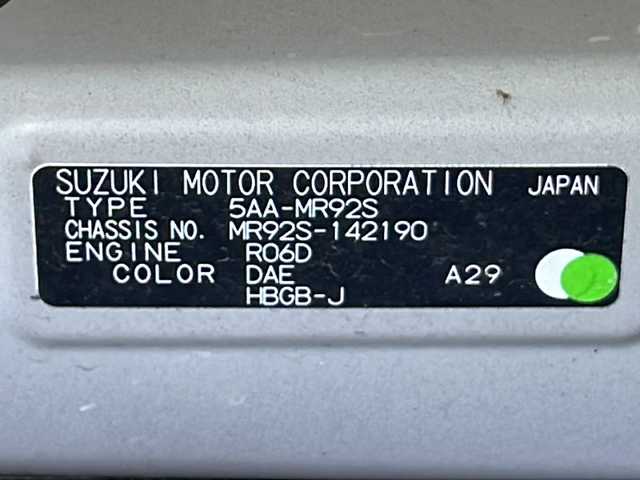 SUZUKI MOTOR CORPORATION JAPAN
TYPE 5AA-MR92S
CHASSIS NO. MR92S-142190
ENGINE R06D
COLOR DAE A29
HBGB-J